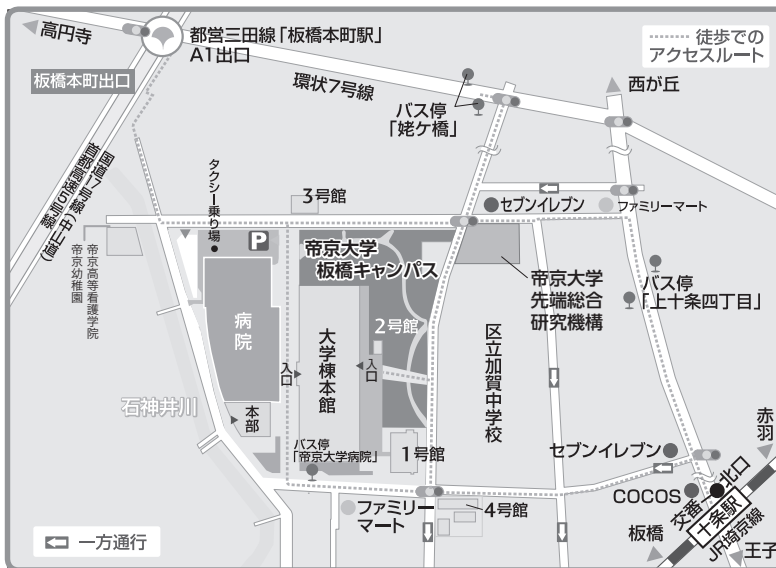 高円寺
都営三田線「板橋本町駅」
A1出口
徒歩での
アクセスルート
板橋本町出口
環状7号線
バス停
「姥ケ橋」
西が丘
国道17号線(中山道)
首都高速5号線
タクシー乗り場
3号館
セブンイレブン
ファミリーマート
P
帝京大学
板橋キャンパス
帝京高等看護学院
帝京幼稚園
帝京大学
先端総合
研究機構
バス停
「上十条四丁目」
病院
2号館
大学棟本館
入口
入口
区立加賀中学校
石神井川
本部
バス停
「帝京大学病院」
1号館
セブンイレブン
赤羽
ファミリー
マート
4号館
COCOS
交番
北口
十条駅
JR埼京線
板橋
王子
一方通行